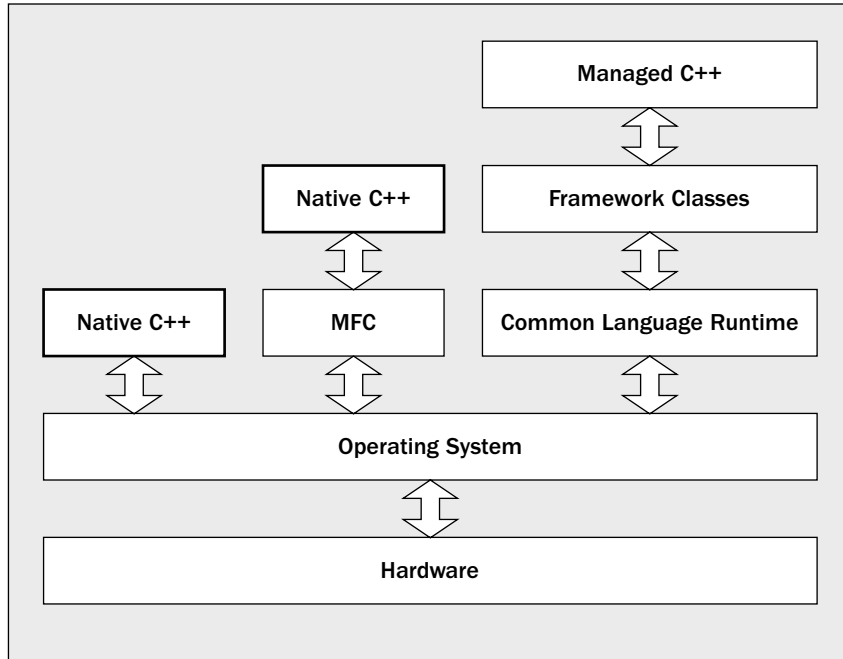 Managed C++
Native C++
Framework Classes
Native C++
MFC
Common Language Runtime
Operating System
Hardware